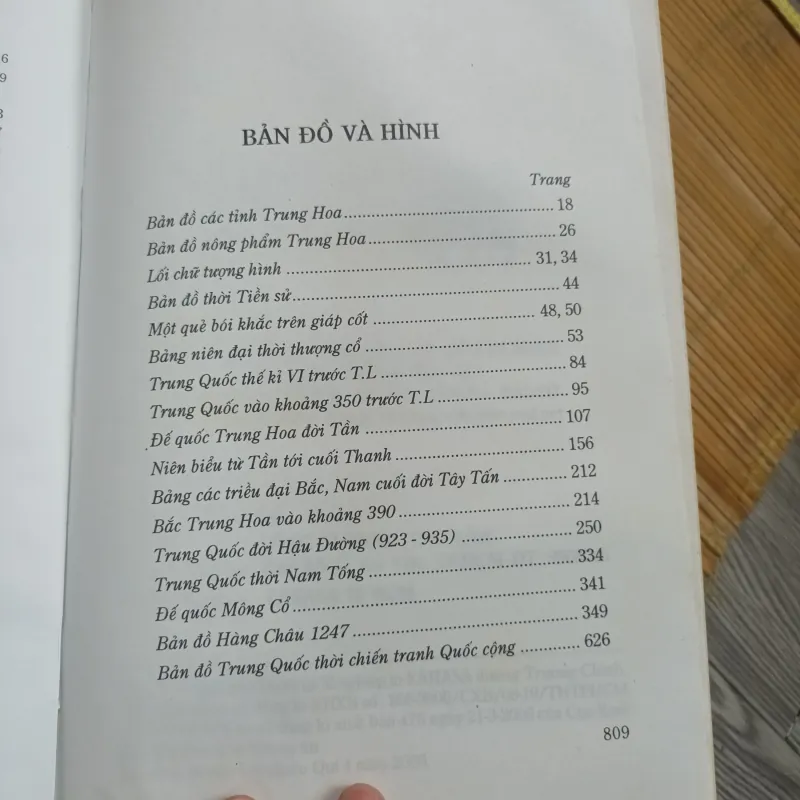 6
9
3
BẢN ĐỒ VÀ HÌNH
Trang
Bản đồ các tỉnh Trung Hoa 18
Bản đồ nông phẩm Trung Hoa 26
Lối chữ tượng hình 31, 34
Bản đồ thời Tiền sử 44
Một quẻ bói khắc trên giáp cốt 48, 50
Bảng niên đại thời thượng cổ 53
Trung Quốc thế kỉ VI trước T.L 84
Trung Quốc vào khoảng 350 trước T.L 95
Đế quốc Trung Hoa đời Tần 107
Niên biểu từ Tần tới cuối Thanh 156
Bảng các triều đại Bắc, Nam cuối đời Tây Tấn 212
Bắc Trung Hoa vào khoảng 390 214
Trung Quốc đời Hậu Đường (923 - 935) 250
Trung Quốc thời Nam Tống 334
Đế quốc Mông Cổ 341
Bản đồ Hàng Châu 1247 349
Bản đồ Trung Quốc thời chiến tranh Quốc cộng 626
809